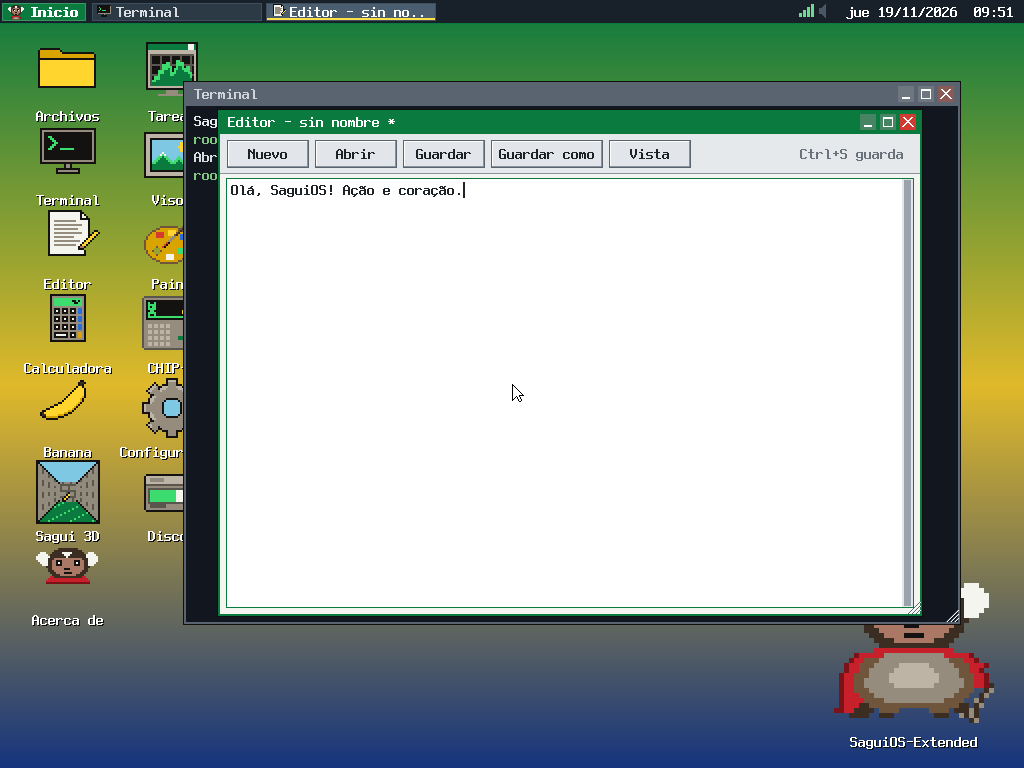 Inicio
Terminal
Editor - sin no..
jue 19/11/2026 09:51
Archivos
Terminal
Editor
Calculadora
Banana
Sagui 3D
Acerca de
Terminal
Editor - sin nombre *
Nuevo
Abrir
Guardar
Guardar como
Vista
Ctrl+S guarda
Olá, SaguiOS! Ação e coração.
SaguiOS-Extended